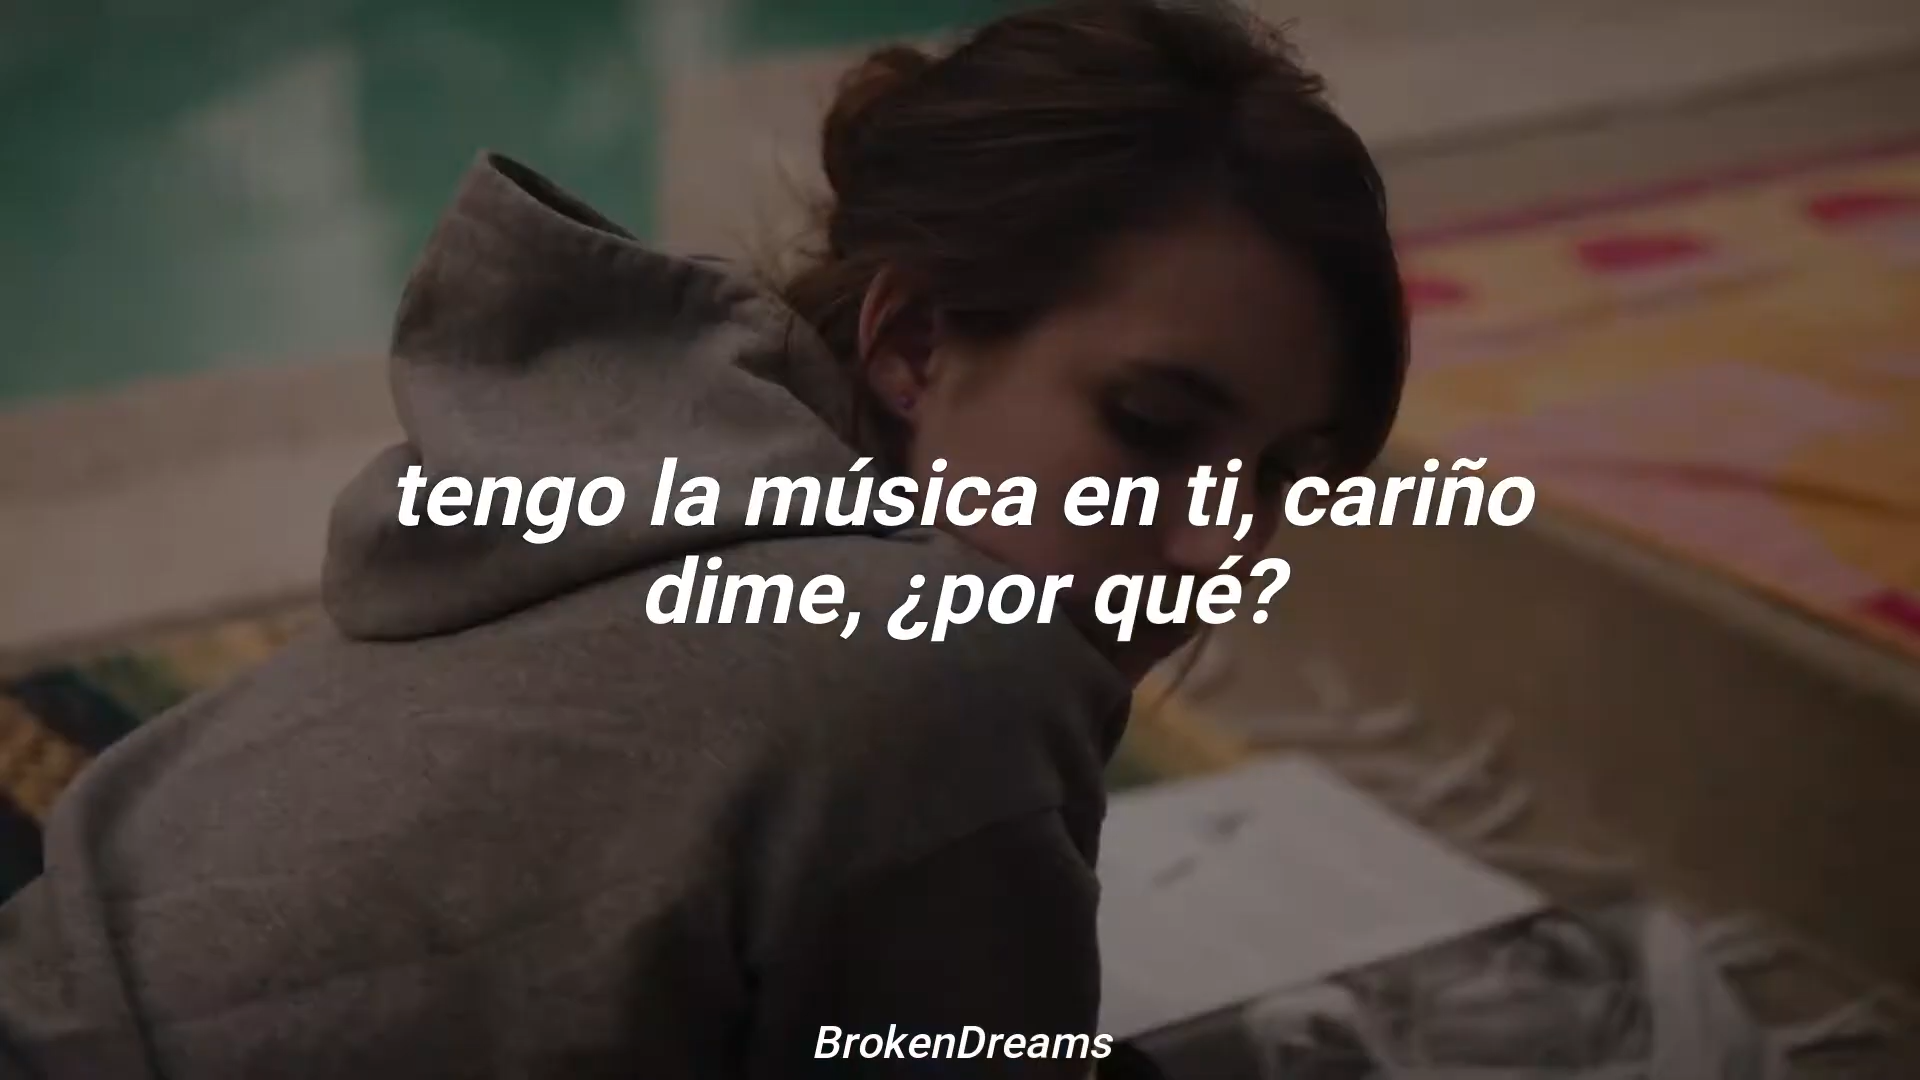 tengo la música en ti, cariño
dime, ¿por qué?
BrokenDreams